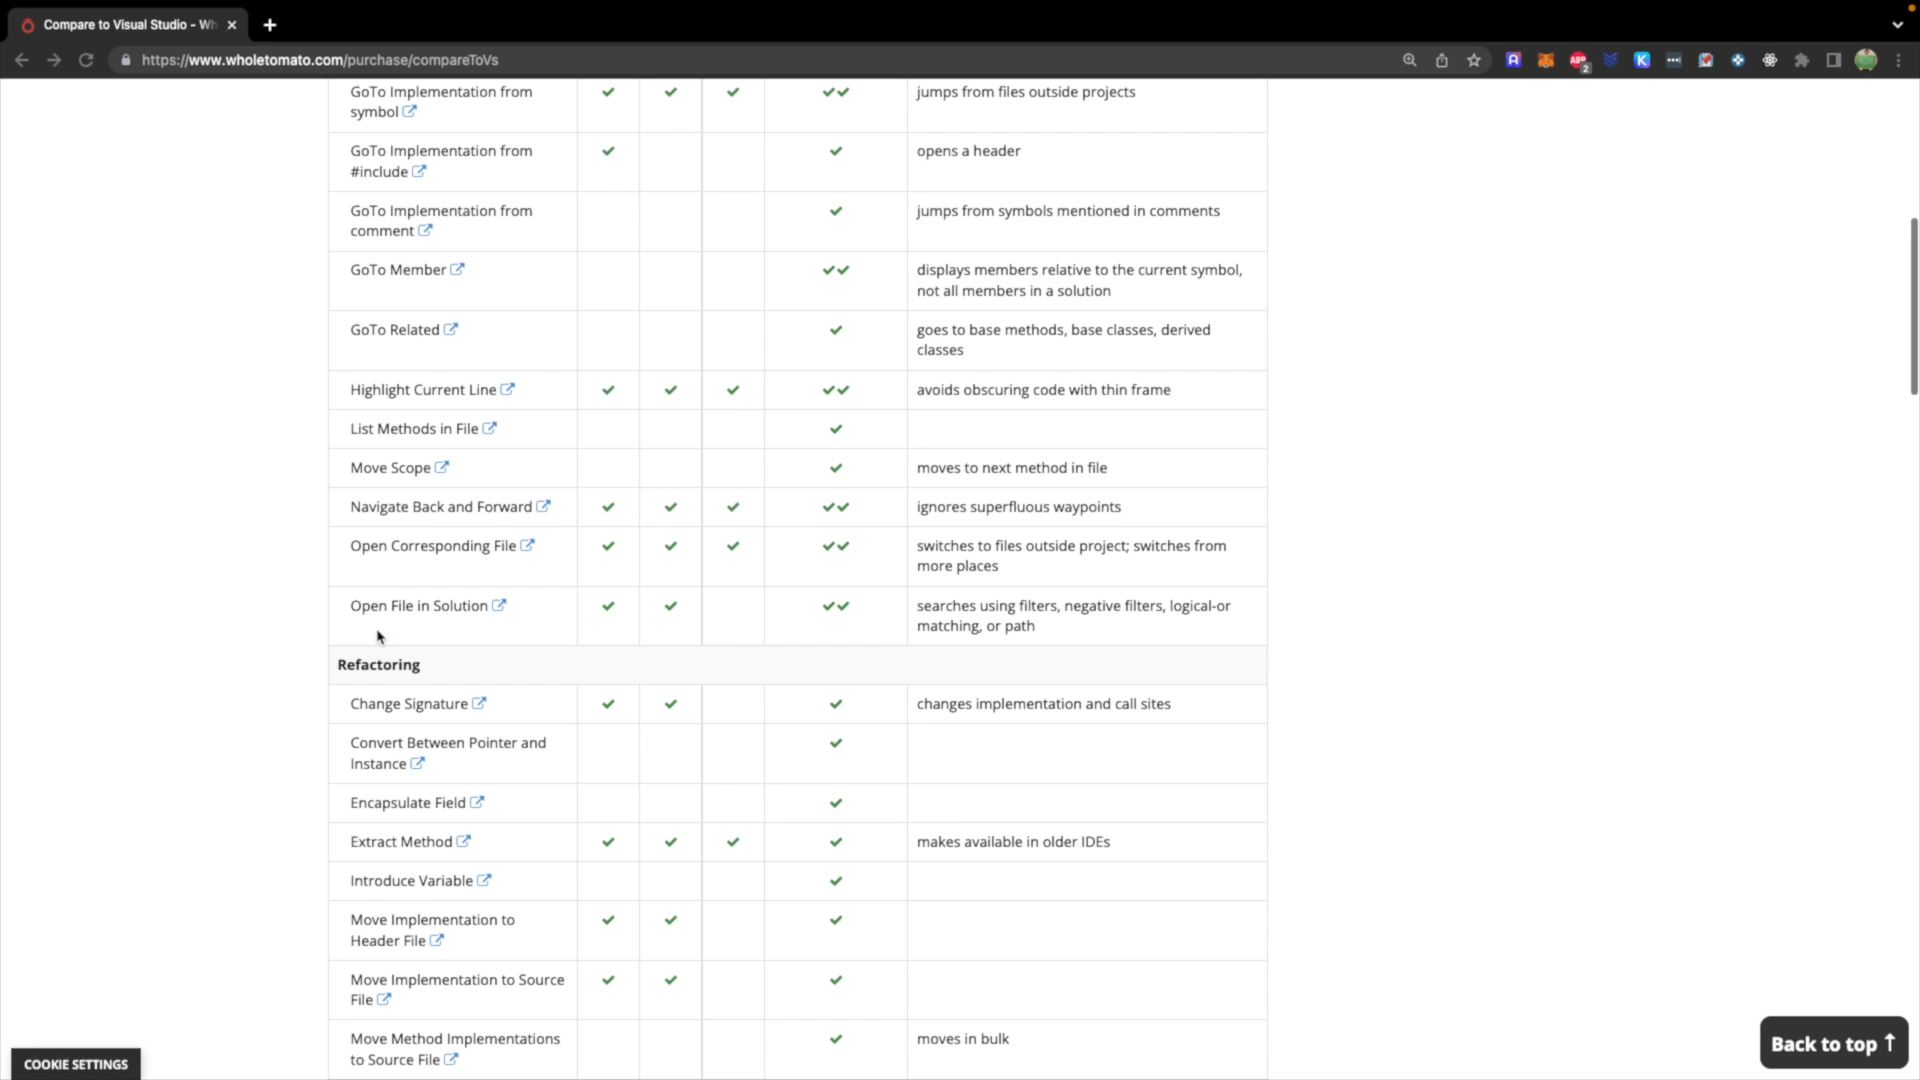 Compare to Visual Studio - Wh
https://www.wholetomato.com/purchase/compareToVs
GoTo Implementation from
symbol
jumps from files outside projects
GoTo Implementation from
#include
opens a header
GoTo Implementation from
comment
jumps from symbols mentioned in comments
GoTo Member
displays members relative to the current symbol,
not all members in a solution
GoTo Related
goes to base methods, base classes, derived
classes
Highlight Current Line
avoids obscuring code with thin frame
List Methods in File
Move Scope
moves to next method in file
Navigate Back and Forward
ignores superfluous waypoints
Open Corresponding File
switches to files outside project; switches from
more places
Open File in Solution
searches using filters, negative filters, logical-or
matching, or path
Refactoring
Change Signature
changes implementation and call sites
Convert Between Pointer and
Instance
Encapsulate Field
Extract Method
makes available in older IDEs
Introduce Variable
Move Implementation to
Header File
Move Implementation to Source
File
Move Method Implementations
to Source File
moves in bulk
COOKIE SETTINGS
Back to top